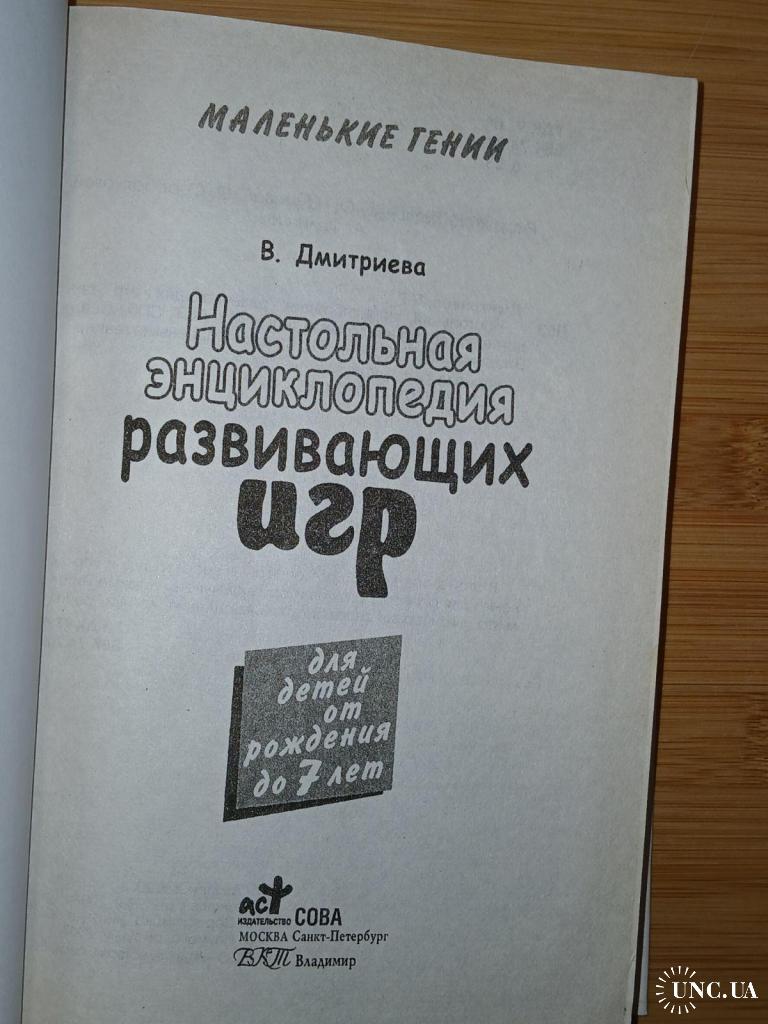 МАЛЕНЬКИЕ ГЕНИИ
В. Дмитриева
Настольная
энциклопедия
развивающих
игр
для
детей
от
рождения
до 7 лет
аст
ИЗДАТЕЛЬСТВО СОВА
МОСКВА Санкт-Петербург
ВКТ Владимир
UNC.UA